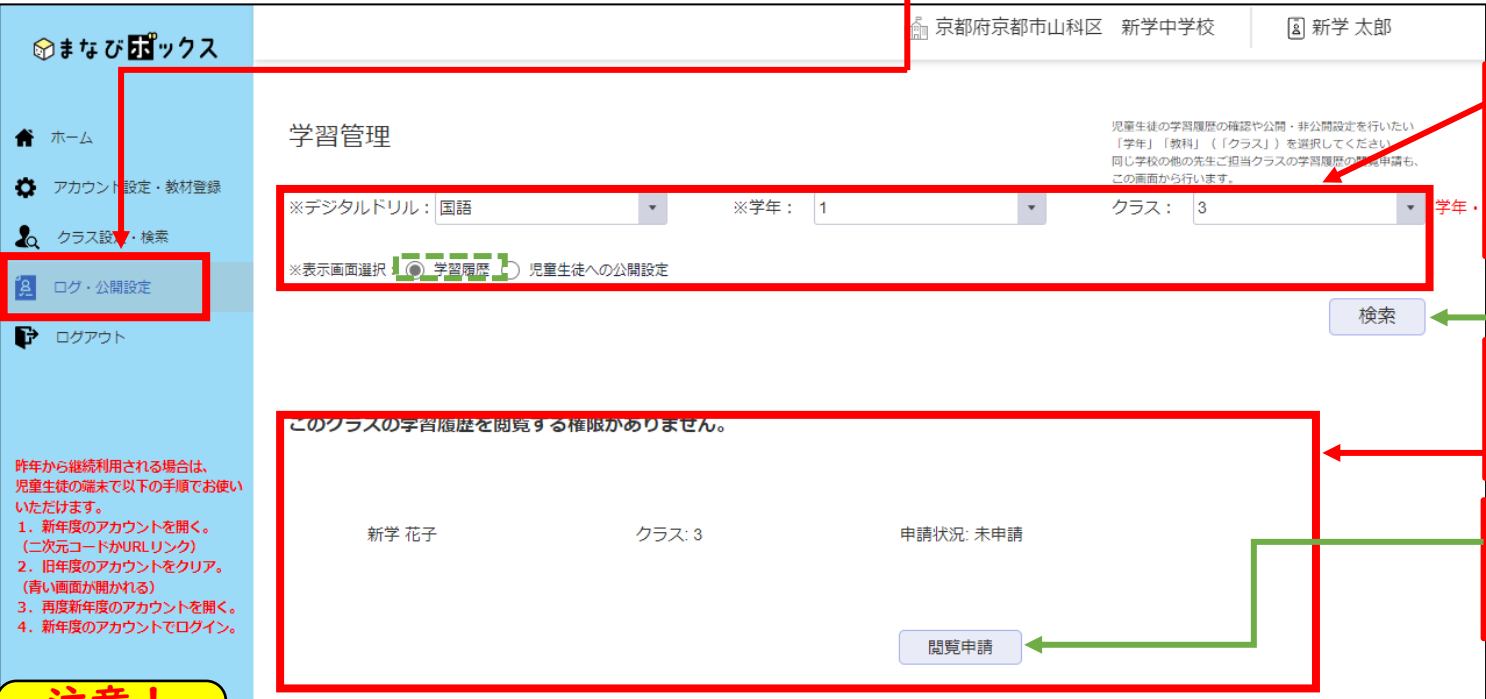 まなびボックス
京都府京都市山科区 新学中学校
新学 太郎
ホーム
アカウント設定・教材登録
クラス設定・検索
ログ・公開設定
ログアウト
昨年から継続利用される場合は、
児童生徒の端末で以下の手順でお使い
いただけます。
1．新年度のアカウントを開く。
（二次元コードかURLリンク）
2．旧年度のアカウントをクリア。
（青い画面が開かれる）
3．再度新年度のアカウントを開く。
4．新年度のアカウントでログイン。
注意！
学習管理
児童生徒の学習履歴の確認や公開・非公開設定を行いたい
「学年」「教科」（「クラス」）を選択してください
同じ学校の他の先生ご担当クラスの学習履歴の閲覧申請も、
この画面から行います。
※デジタルドリル： 国語 ※学年： 1 クラス： 3
学年・
※表示画面選択： 学習履歴 児童生徒への公開設定
検索
このクラスの学習履歴を閲覧する権限がありません。
新学 花子 クラス: 3 申請状況: 未申請
閲覧申請